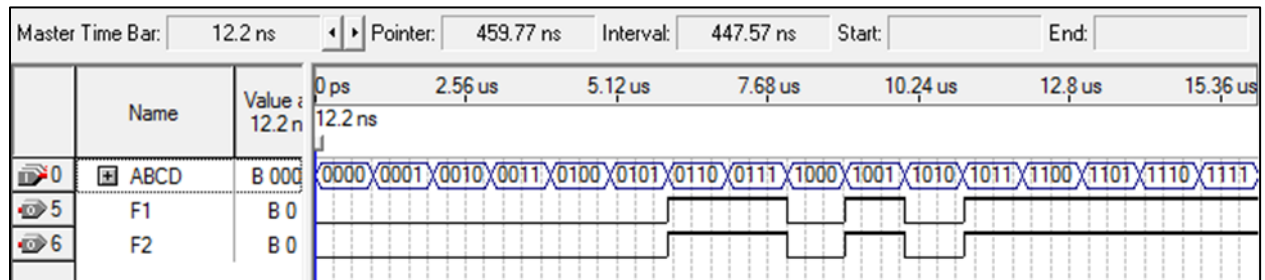 Master Time Bar: 12.2 ns Pointer: 459.77 ns Interval: 447.57 ns Start: End:
Name Value a 0 ps 2.56 us 5.12 us 7.68 us 10.24 us 12.8 us 15.36 us
12.2 n 12.2 ns
0 ABCD B 000 0000 0001 0010 0011 0100 0101 0110 0111 1000 1001 1010 1011 1100 1101 1110 1111
5 F1 B 0
6 F2 B 0